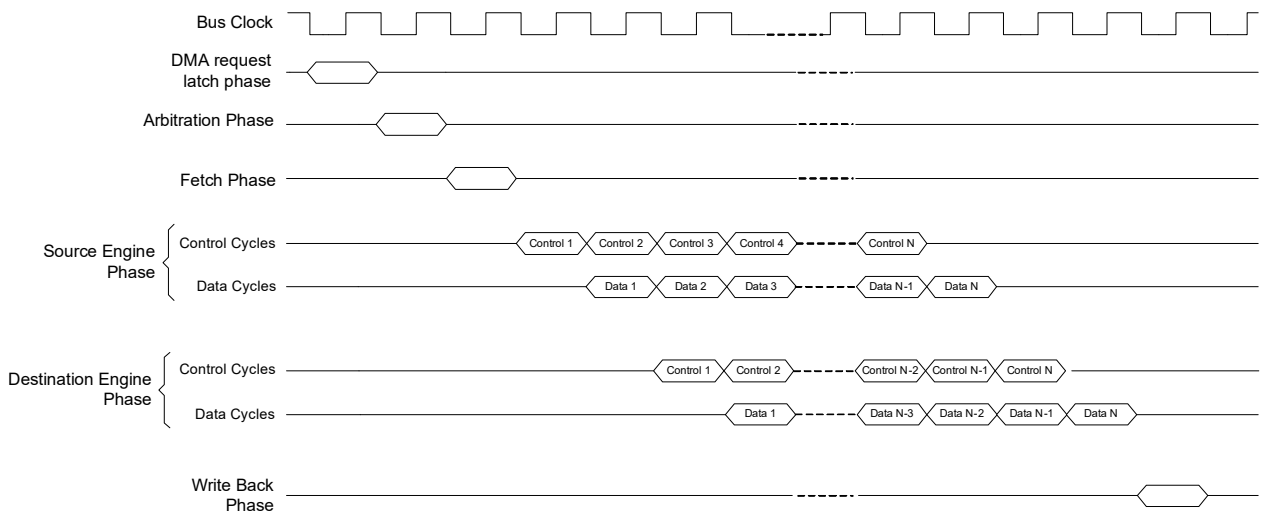 Bus Clock
DMA request
latch phase
Arbitration Phase
Fetch Phase
Source Engine
Phase
Control Cycles
Control 1
Control 2
Control 3
Control 4
Control N
Data Cycles
Data 1
Data 2
Data 3
Data N-1
Data N
Destination Engine
Phase
Control Cycles
Control 1
Control 2
Control N-2
Control N-1
Control N
Data Cycles
Data 1
Data N-3
Data N-2
Data N-1
Data N
Write Back
Phase